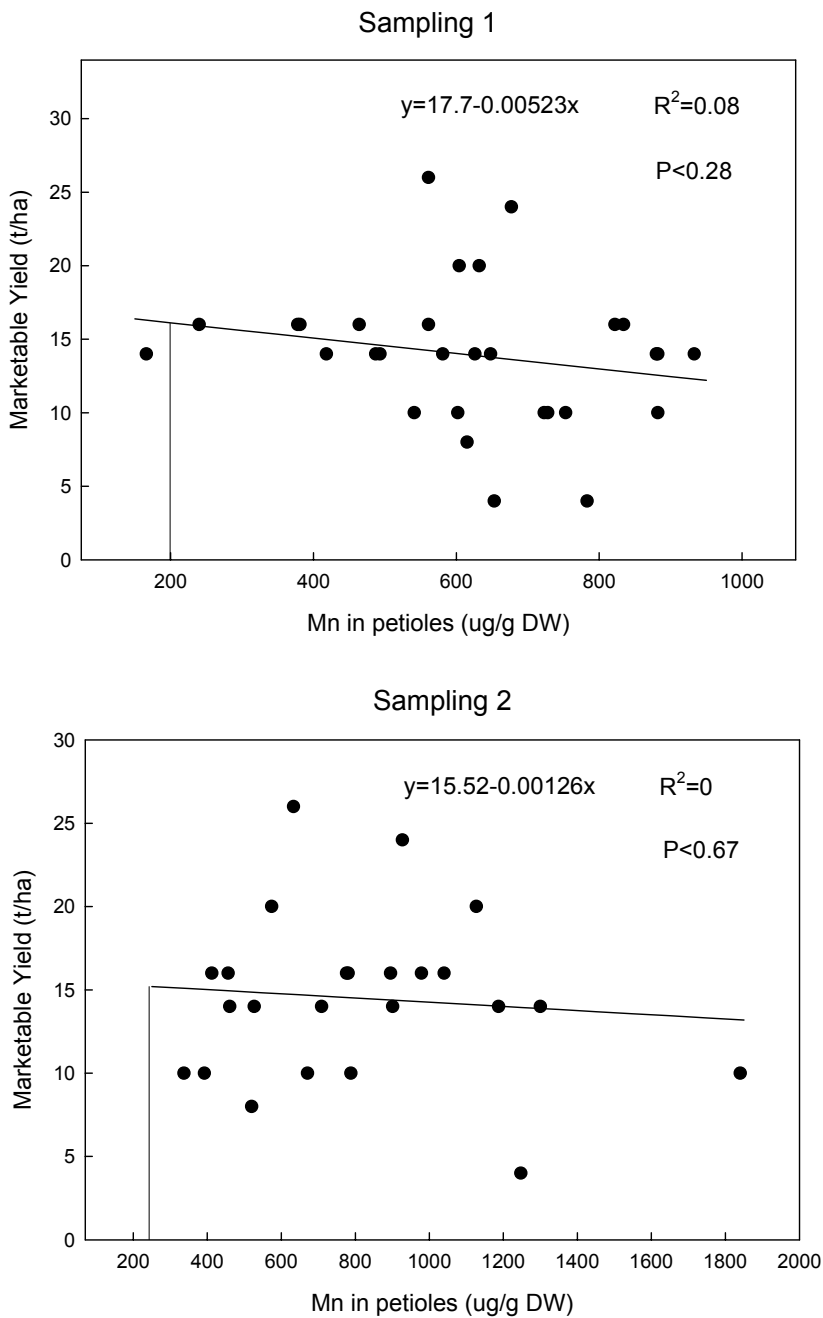 Sampling 1
y=17.7-0.00523x R²=0.08
P<0.28
Marketable Yield (t/ha)
30
25
20
15
10
5
0
200 400 600 800 1000
Mn in petioles (ug/g DW)
Sampling 2
y=15.52-0.00126x R²=0
P<0.67
Marketable Yield (t/ha)
30
25
20
15
10
5
0
200 400 600 800 1000 1200 1400 1600 1800 2000
Mn in petioles (ug/g DW)